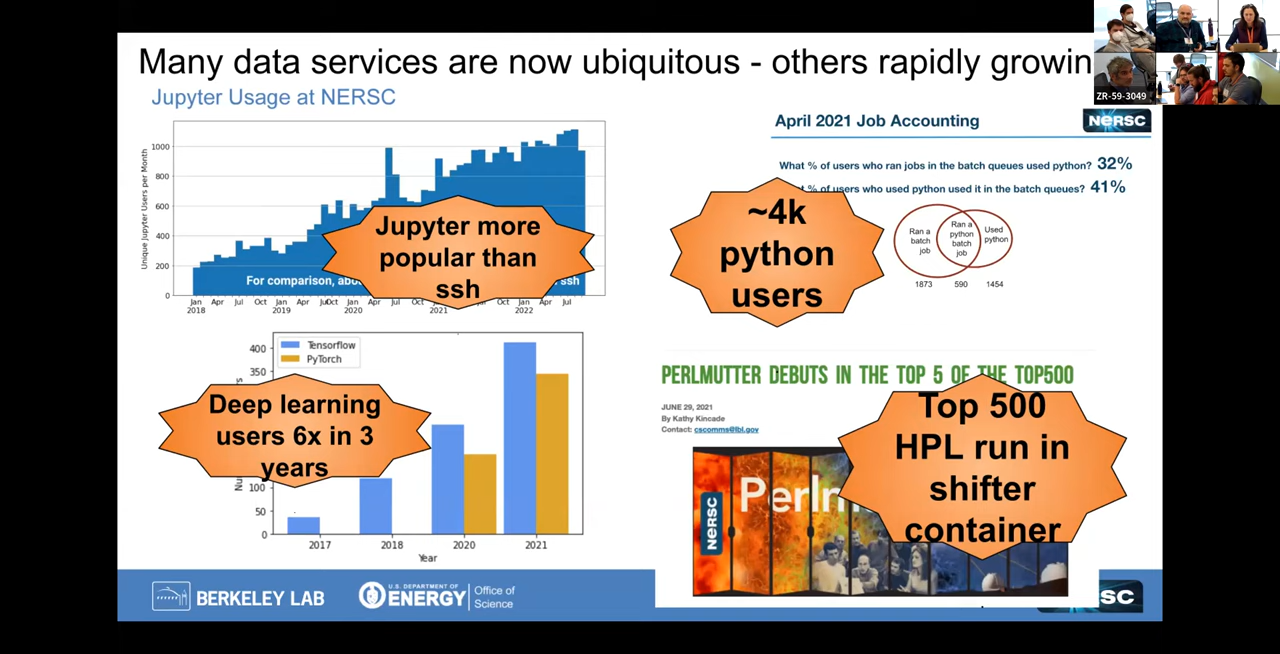 Many data services are now ubiquitous - others rapidly growin
ZR-59-3049
Jupyter Usage at NERSC
Unique Jupyter Users per Month
1000
800
600
400
200
0
For comparison, abo
ssh
Jupyter more
popular than
ssh
Jan Apr Jul Oct Jan Apr Jul Oct Jan Apr Jul Oct Jan Apr Jul Oct Jan Apr Jul
2018 2019 2020 2021 2022
April 2021 Job Accounting
NERSC
What % of users who ran jobs in the batch queues used python? 32%
% of users who used python used it in the batch queues? 41%
~4k
python
users
Ran a
batch
job
Ran a
python
batch
job
Used
python
1873 590 1454
Tensorflow
PyTorch
400
350
100
50
0
Deep learning
users 6x in 3
years
2017 2018 2020 2021
Year
PERLMUTTER DEBUTS IN THE TOP 5 OF THE TOP500
JUNE 29, 2021
By Kathy Kincade
Contact: cscomms@lbl.gov
NERSC
Perlm
Top 500
HPL run in
shifter
container
BERKELEY LAB
U.S. DEPARTMENT OF
ENERGY
Office of
Science
SC